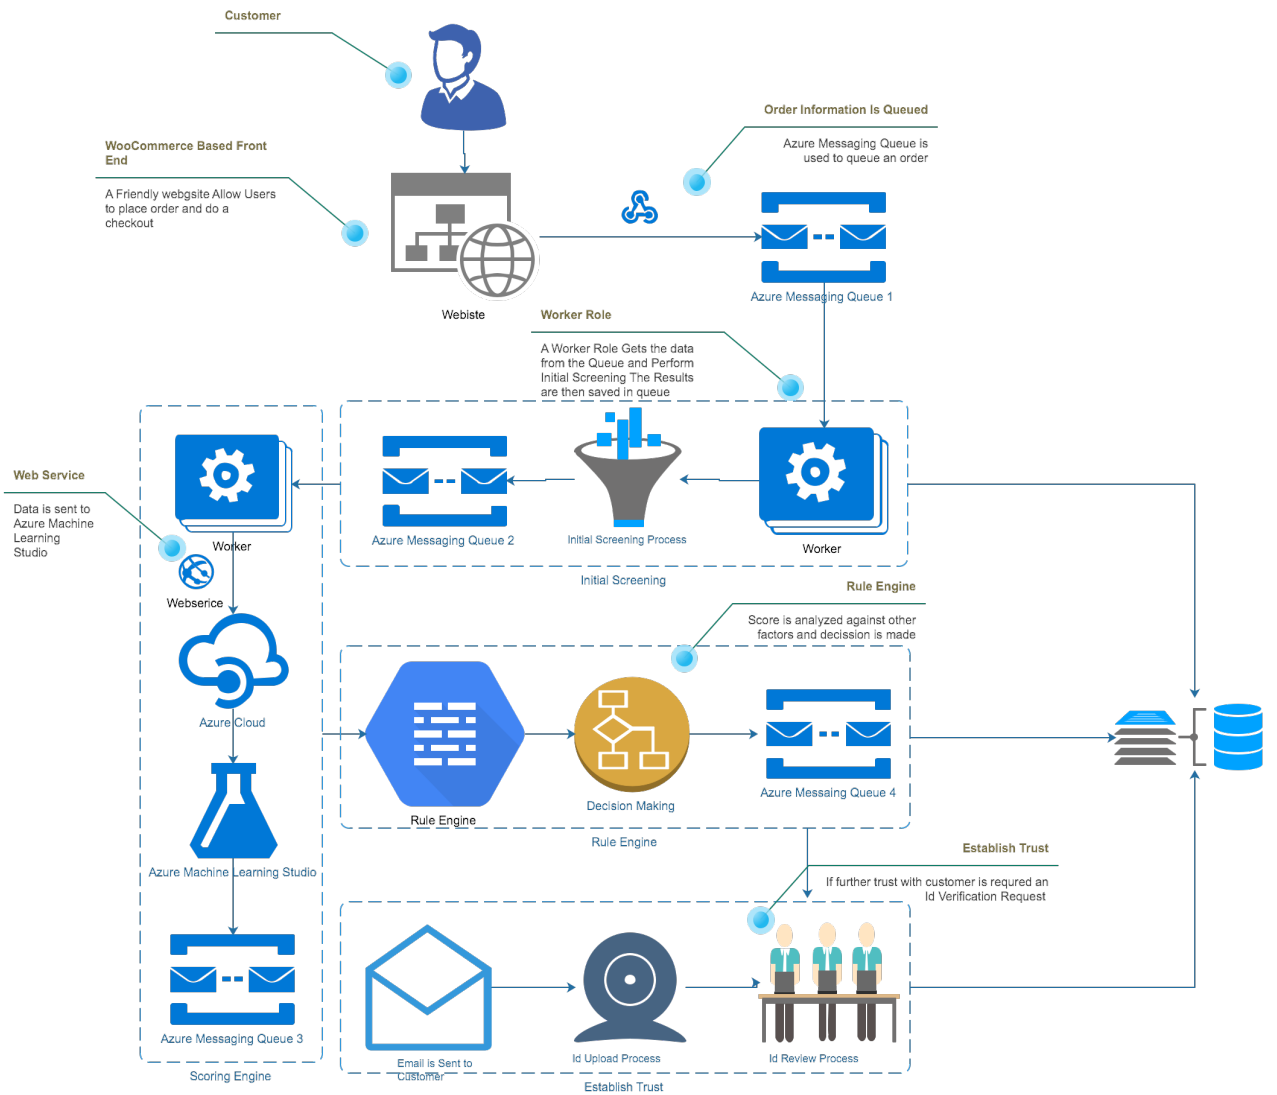 Customer
Order Information Is Queued
Azure Messaging Queue is
used to queue an order
WooCommerce Based Front
End
A Friendly webgsite Allow Users
to place order and do a
checkout
Azure Messaging Queue 1
Webiste
Worker Role
A Worker Role Gets the data
from the Queue and Perform
Initial Screening The Results
are then saved in queue
Web Service
Data is sent to
Azure Machine
Learning
Studio
Worker
Azure Messaging Queue 2
Initial Screening Process
Worker
Initial Screening
Webserice
Rule Engine
Score is analyzed against other
factors and decission is made
Azure Cloud
Rule Engine
Decision Making
Azure Messaing Queue 4
Rule Engine
Azure Machine Learning Studio
Establish Trust
If further trust with customer is requred an
Id Verification Request
Azure Messaging Queue 3
Scoring Engine
Email is Sent to
Customer
Id Upload Process
Id Review Process
Establish Trust